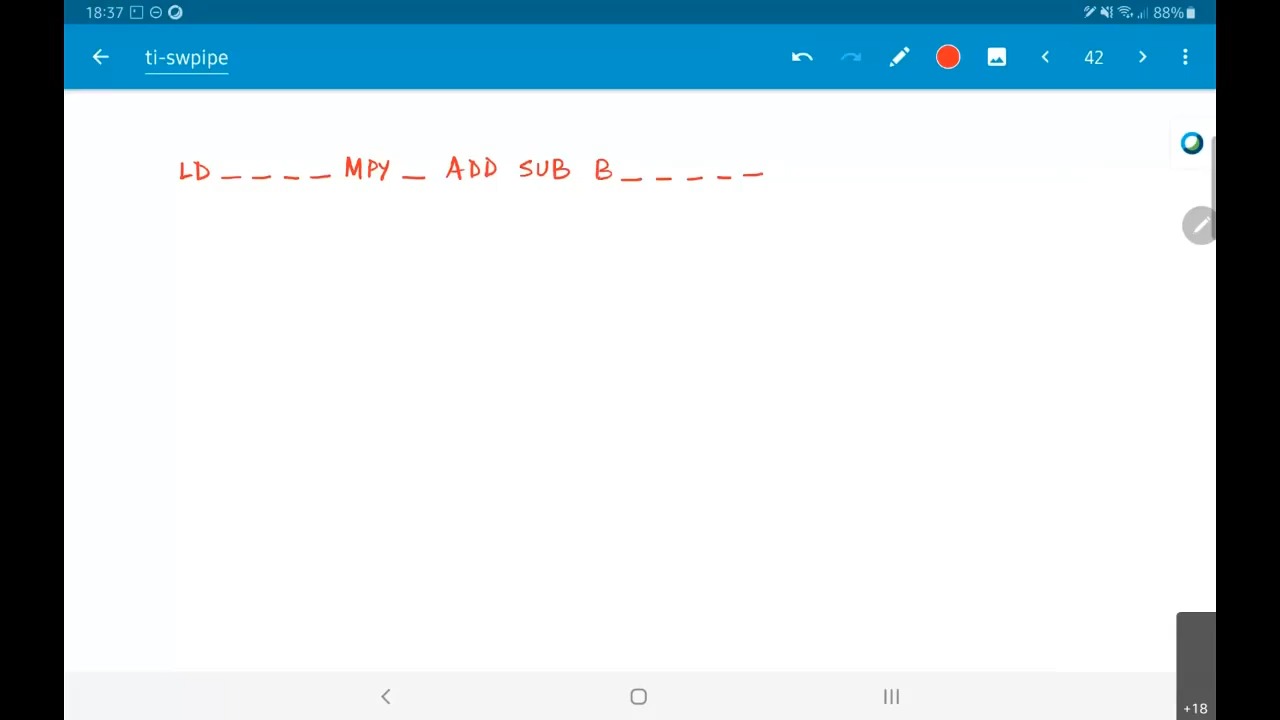 18:37 88%
ti-swpipe 42
LD _ _ _ _ MPY _ ADD SUB B _ _ _ _ _
+18